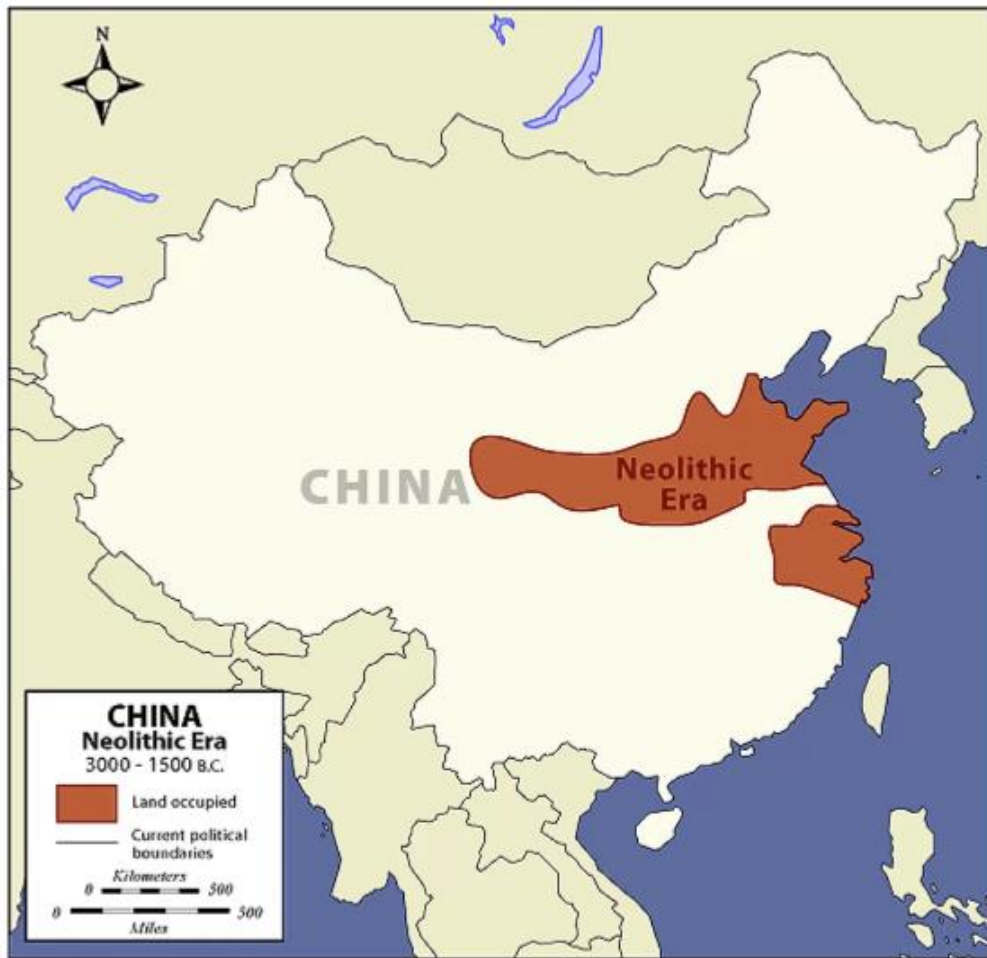 N
CHINA
Neolithic
Era
CHINA
Neolithic Era
3000 - 1500 B.C.
Land occupied
Current political
boundaries
Kilometers
0 500
0 500
Miles